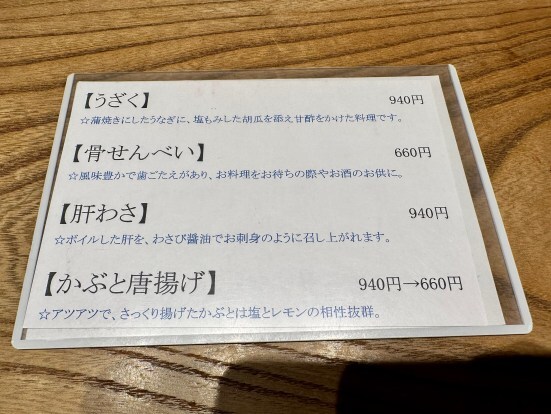 【うざく】 940円
☆蒲焼きにしたうなぎに、塩もみした胡瓜を添え甘酢をかけた料理です。
【骨せんべい】 660円
☆風味豊かで歯ごたえがあり、お料理をお待ちの際やお酒のお供に。
【肝わさ】 940円
☆ボイルした肝を、わさび醤油でお刺身のように召し上がれます。
【かぶと唐揚げ】 940円→660円
☆アツアツで、さっくり揚げたかぶとは塩とレモンの相性抜群。